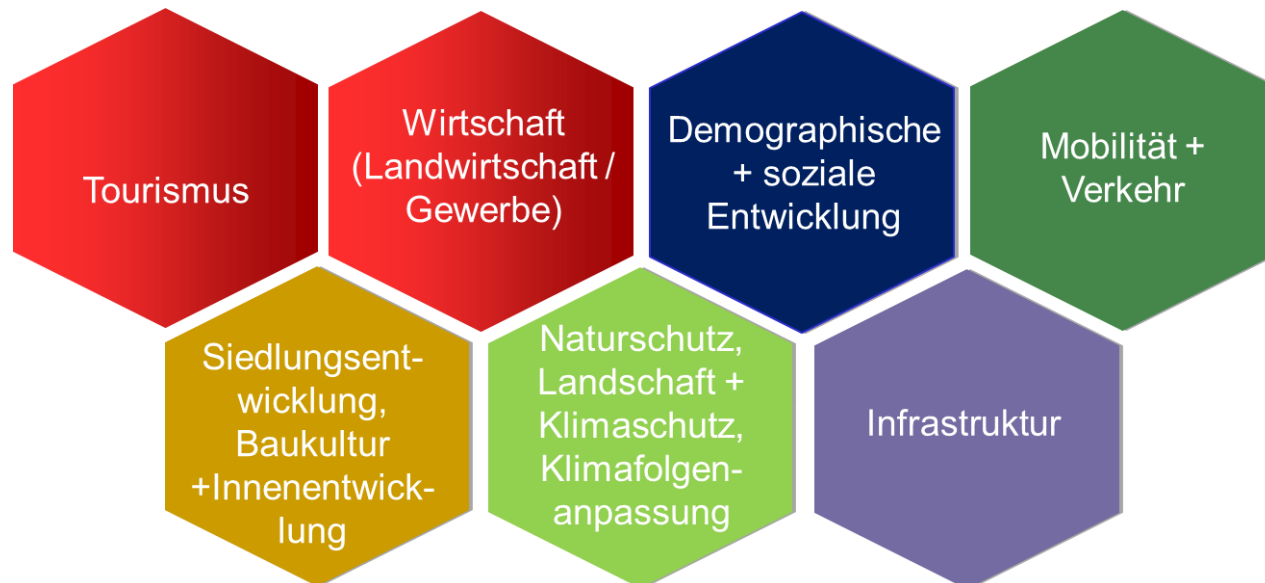 Tourismus
Wirtschaft
(Landwirtschaft /
Gewerbe)
Demographische
+ soziale
Entwicklung
Mobilität +
Verkehr
Siedlungsent-
wicklung,
Baukultur
+Innenentwick-
lung
Naturschutz,
Landschaft +
Klimaschutz,
Klimafolgen-
anpassung
Infrastruktur